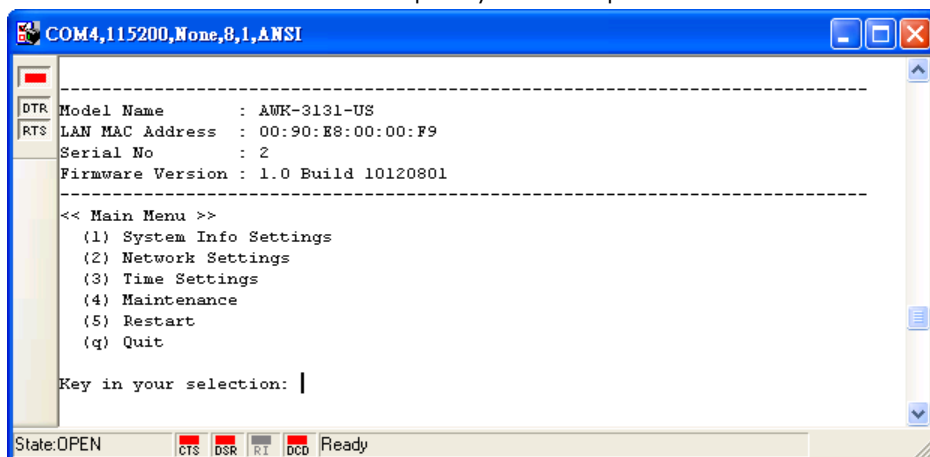 COM4,115200,None,8,1,ANSI
--------------------------------------------------------------------------
DTR
RTS
Model Name       : AWK-3131-US
LAN MAC Address  : 00:90:E8:00:00:F9
Serial No        : 2
Firmware Version : 1.0 Build 10120801
--------------------------------------------------------------------------
<< Main Menu >>
(1) System Info Settings
(2) Network Settings
(3) Time Settings
(4) Maintenance
(5) Restart
(q) Quit
Key in your selection:
State:OPEN CTS DSR RI DCD Ready